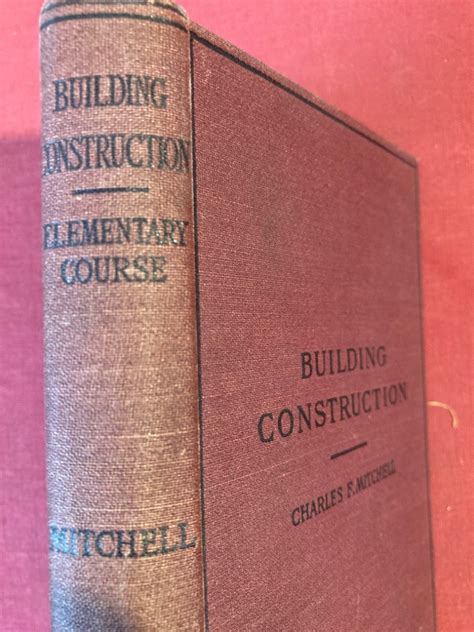 BUILDING
CONSTRUCTION
ELEMENTARY
COURSE
MITCHELL
BUILDING
CONSTRUCTION
CHARLES F. MITCHELL